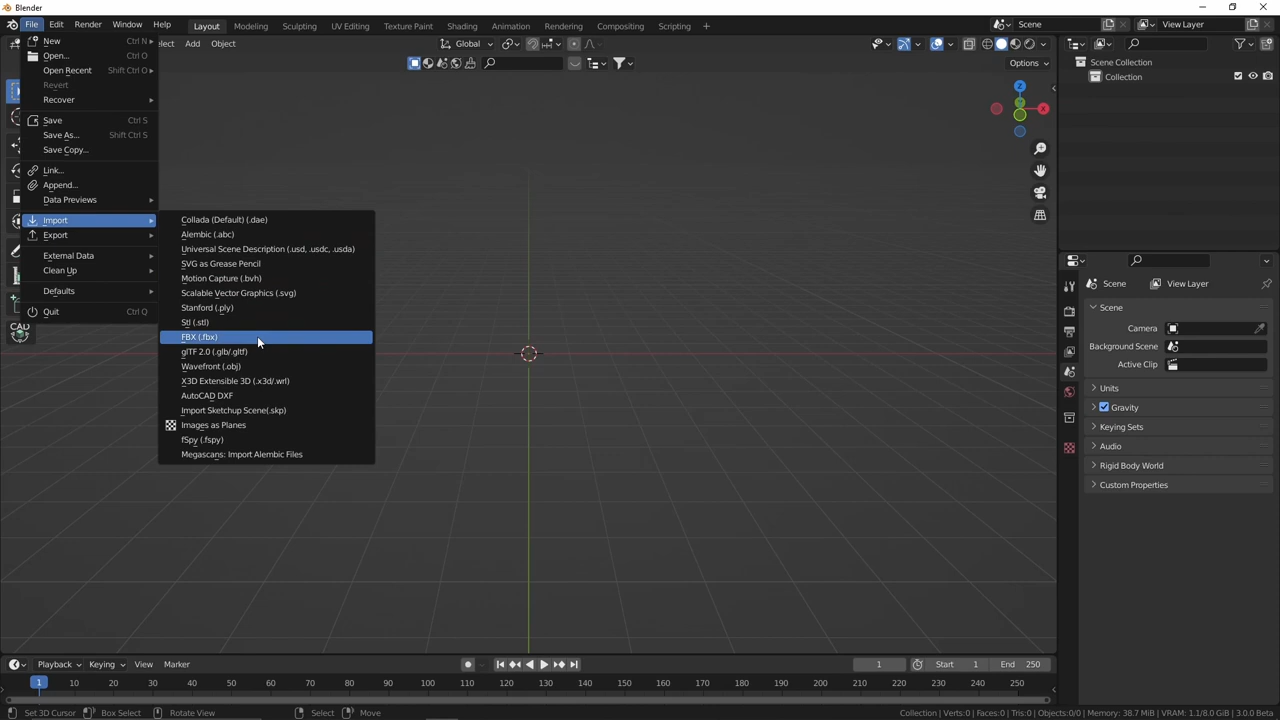 Blender
File Edit Render Window Help Layout Modeling Sculpting UV Editing Texture Paint Shading Animation Rendering Compositing Scripting + Scene View Layer
New Ctrl N
Open... Ctrl O
Open Recent Shift Ctrl O
Revert
Recover
Save Ctrl S
Save As... Shift Ctrl S
Save Copy...
Link...
Append...
Data Previews
Import
Export
External Data
Clean Up
Defaults
Quit Ctrl Q
CAD
Collada (Default) (.dae)
Alembic (.abc)
Universal Scene Description (.usd, .usdc, .usda)
SVG as Grease Pencil
Motion Capture (.bvh)
Scalable Vector Graphics (.svg)
Stanford (.ply)
Stl (.stl)
FBX (.fbx)
glTF 2.0 (.glb/.gltf)
Wavefront (.obj)
X3D Extensible 3D (.x3d/.wrl)
AutoCAD DXF
Import Sketchup Scene(.skp)
Images as Planes
fSpy (.fspy)
Megascans: Import Alembic Files
lect Add Object Global
Options
Z
X
Scene Collection
Collection
Scene View Layer
Scene
Camera
Background Scene
Active Clip
Units
Gravity
Keying Sets
Audio
Rigid Body World
Custom Properties
Playback Keying View Marker 1 Start 1 End 250
1 10 20 30 40 50 60 70 80 90 100 110 120 130 140 150 160 170 180 190 200 210 220 230 240 250
Set 3D Cursor Box Select Rotate View Select Move Collection | Verts:0 | Faces:0 | Tris:0 | Objects:0/0 | Memory: 38.7 MiB | VRAM: 1.1/8.0 GiB | 3.0.0 Beta